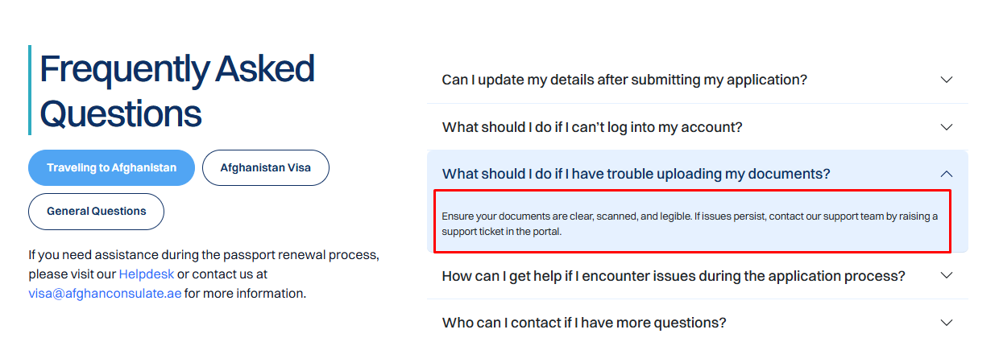 Frequently Asked
Questions
Traveling to Afghanistan
Afghanistan Visa
General Questions
If you need assistance during the passport renewal process,
please visit our Helpdesk or contact us at
visa@afghanconsulate.ae for more information.
Can I update my details after submitting my application?
What should I do if I can’t log into my account?
What should I do if I have trouble uploading my documents?
Ensure your documents are clear, scanned, and legible. If issues persist, contact our support team by raising a
support ticket in the portal.
How can I get help if I encounter issues during the application process?
Who can I contact if I have more questions?